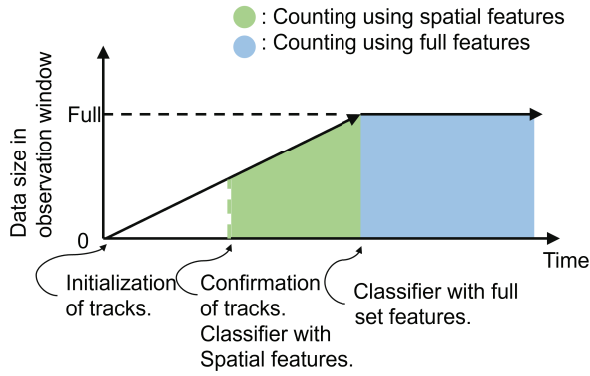 : Counting using spatial features
: Counting using full features
Data size in
observation window
Full
0
Time
Initialization
of tracks.
Confirmation
of tracks.
Classifier with
Spatial features.
Classifier with full
set features.